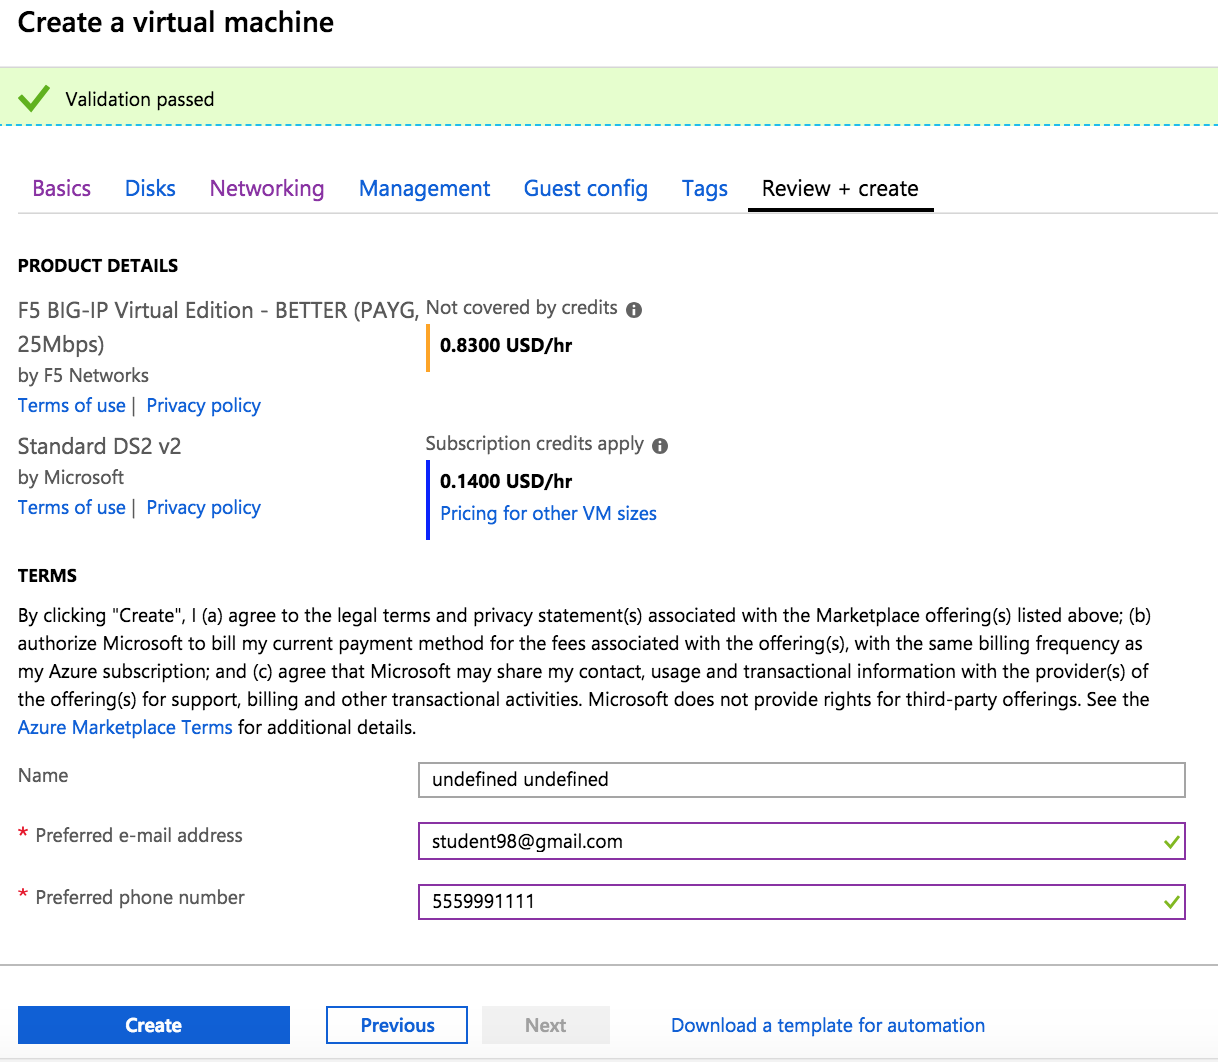 Create a virtual machine
Validation passed
Basics Disks Networking Management Guest config Tags Review + create
PRODUCT DETAILS
F5 BIG-IP Virtual Edition - BETTER (PAYG, Not covered by credits
25Mbps) 0.8300 USD/hr
by F5 Networks
Terms of use | Privacy policy
Standard DS2 v2 Subscription credits apply
by Microsoft 0.1400 USD/hr
Terms of use | Privacy policy Pricing for other VM sizes
TERMS
By clicking "Create", I (a) agree to the legal terms and privacy statement(s) associated with the Marketplace offering(s) listed above; (b)
authorize Microsoft to bill my current payment method for the fees associated with the offering(s), with the same billing frequency as
my Azure subscription; and (c) agree that Microsoft may share my contact, usage and transactional information with the provider(s) of
the offering(s) for support, billing and other transactional activities. Microsoft does not provide rights for third-party offerings. See the
Azure Marketplace Terms for additional details.
Name undefined undefined
* Preferred e-mail address student98@gmail.com
* Preferred phone number 5559991111
Create Previous Next Download a template for automation